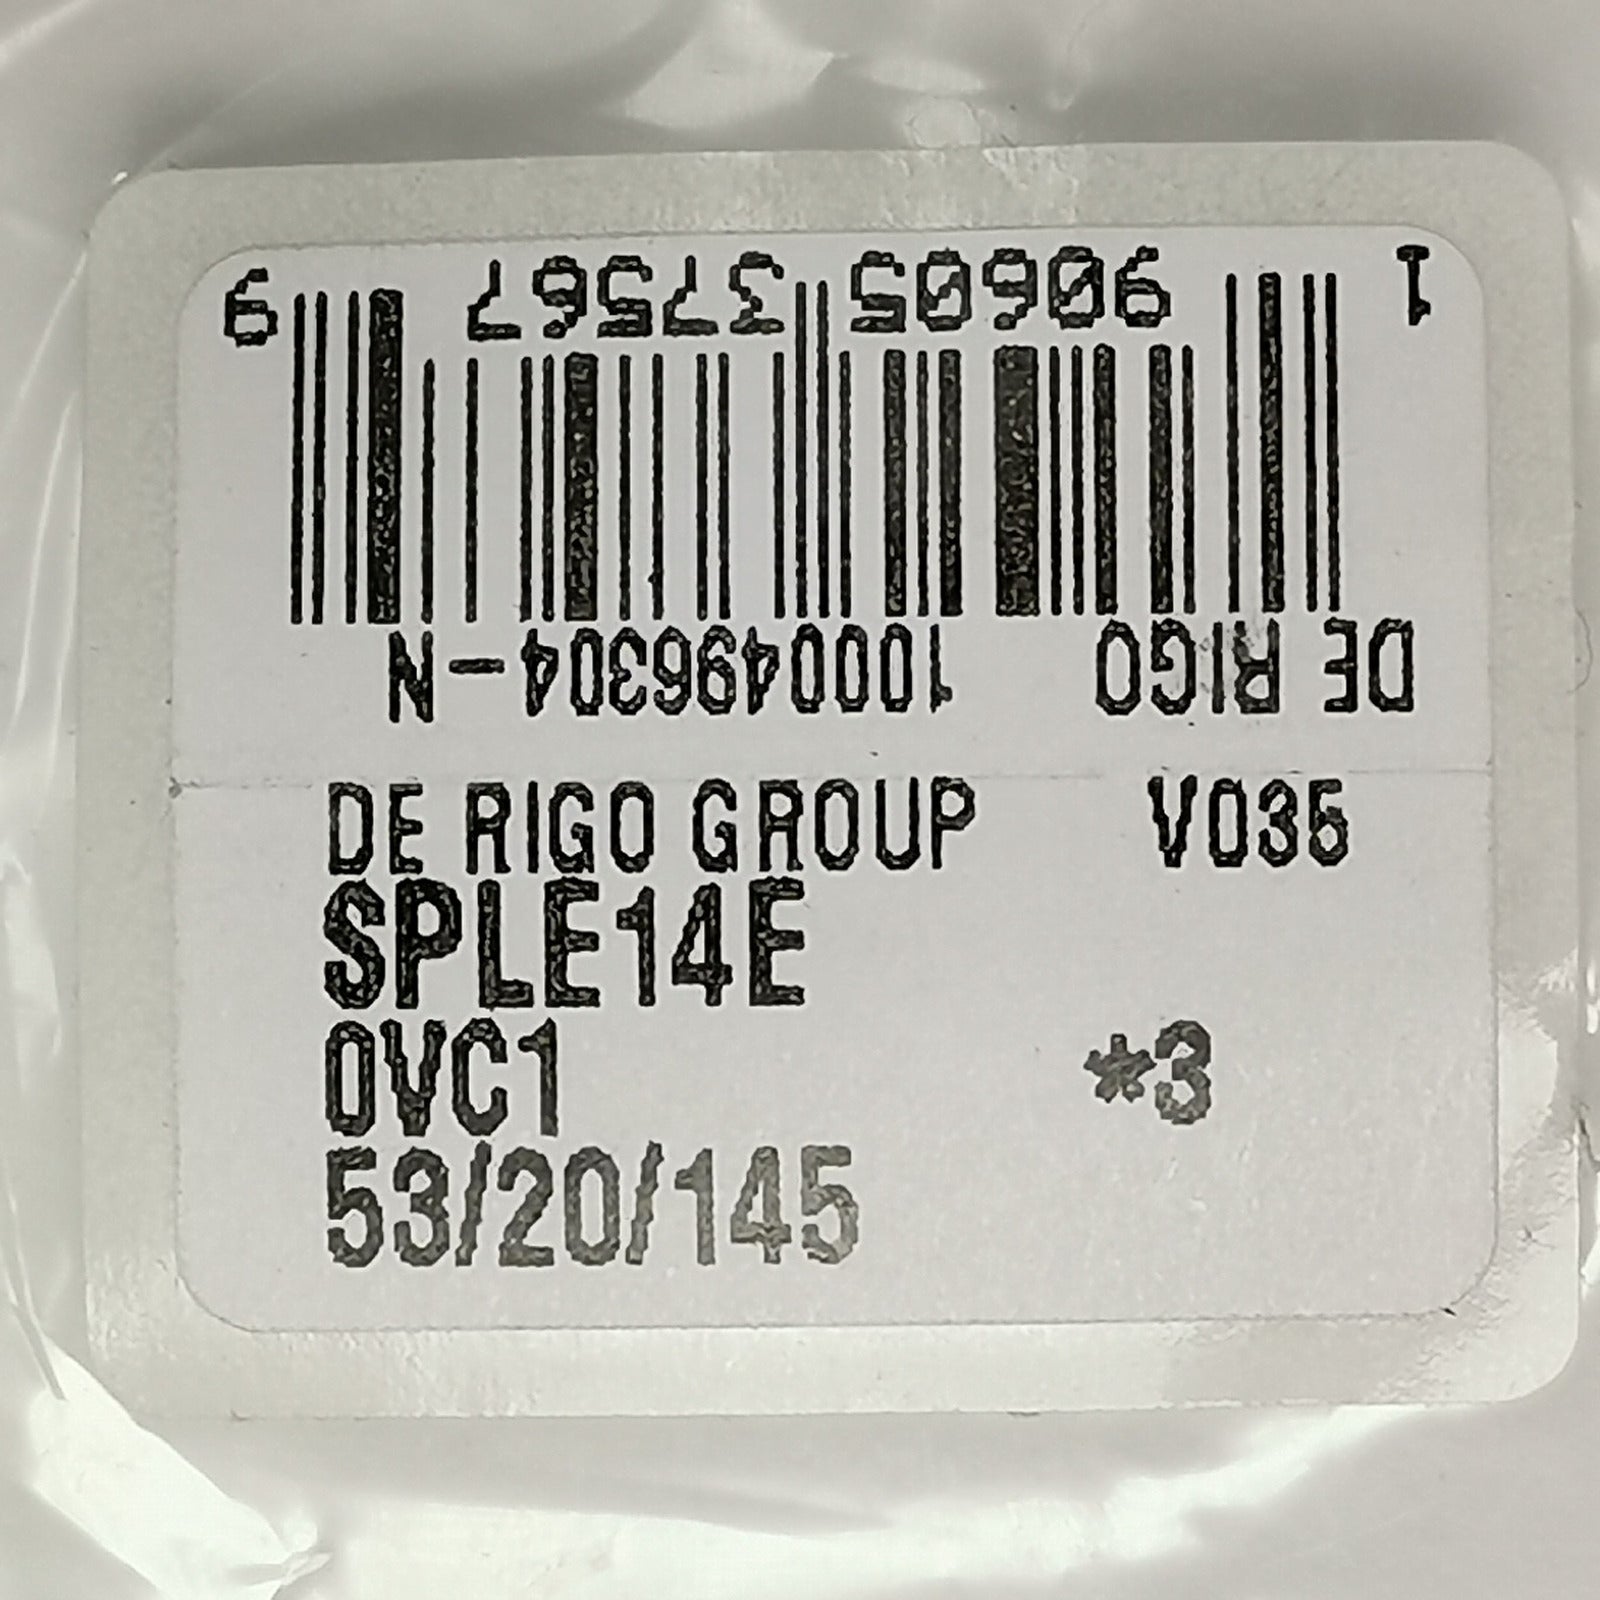 1 90605 37567 9
DE RIGO 1000496304-N
DE RIGO GROUP V035
SPLE14E
0VC1 *3
53/20/145